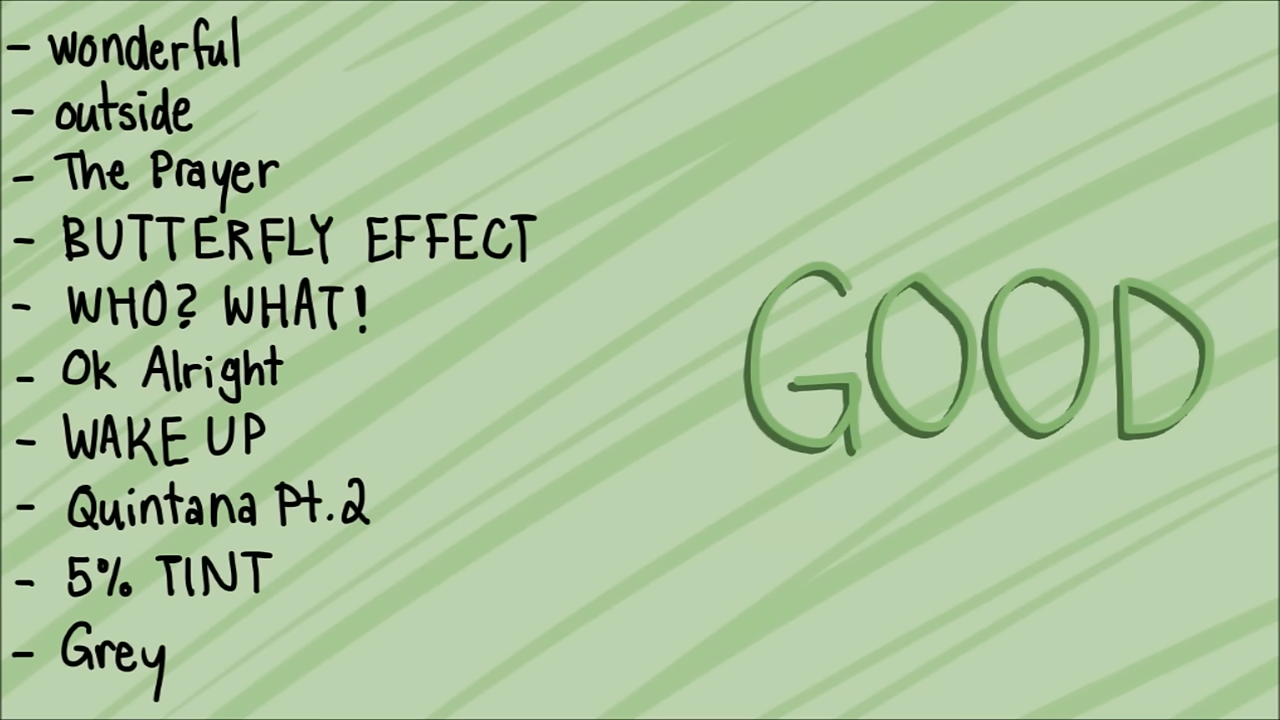 - wonderful
- outside
- The Prayer
- BUTTERFLY EFFECT
- WHO? WHAT!
- Ok Alright
- WAKE UP
- Quintana Pt.2
- 5% TINT
- Grey
GOOD